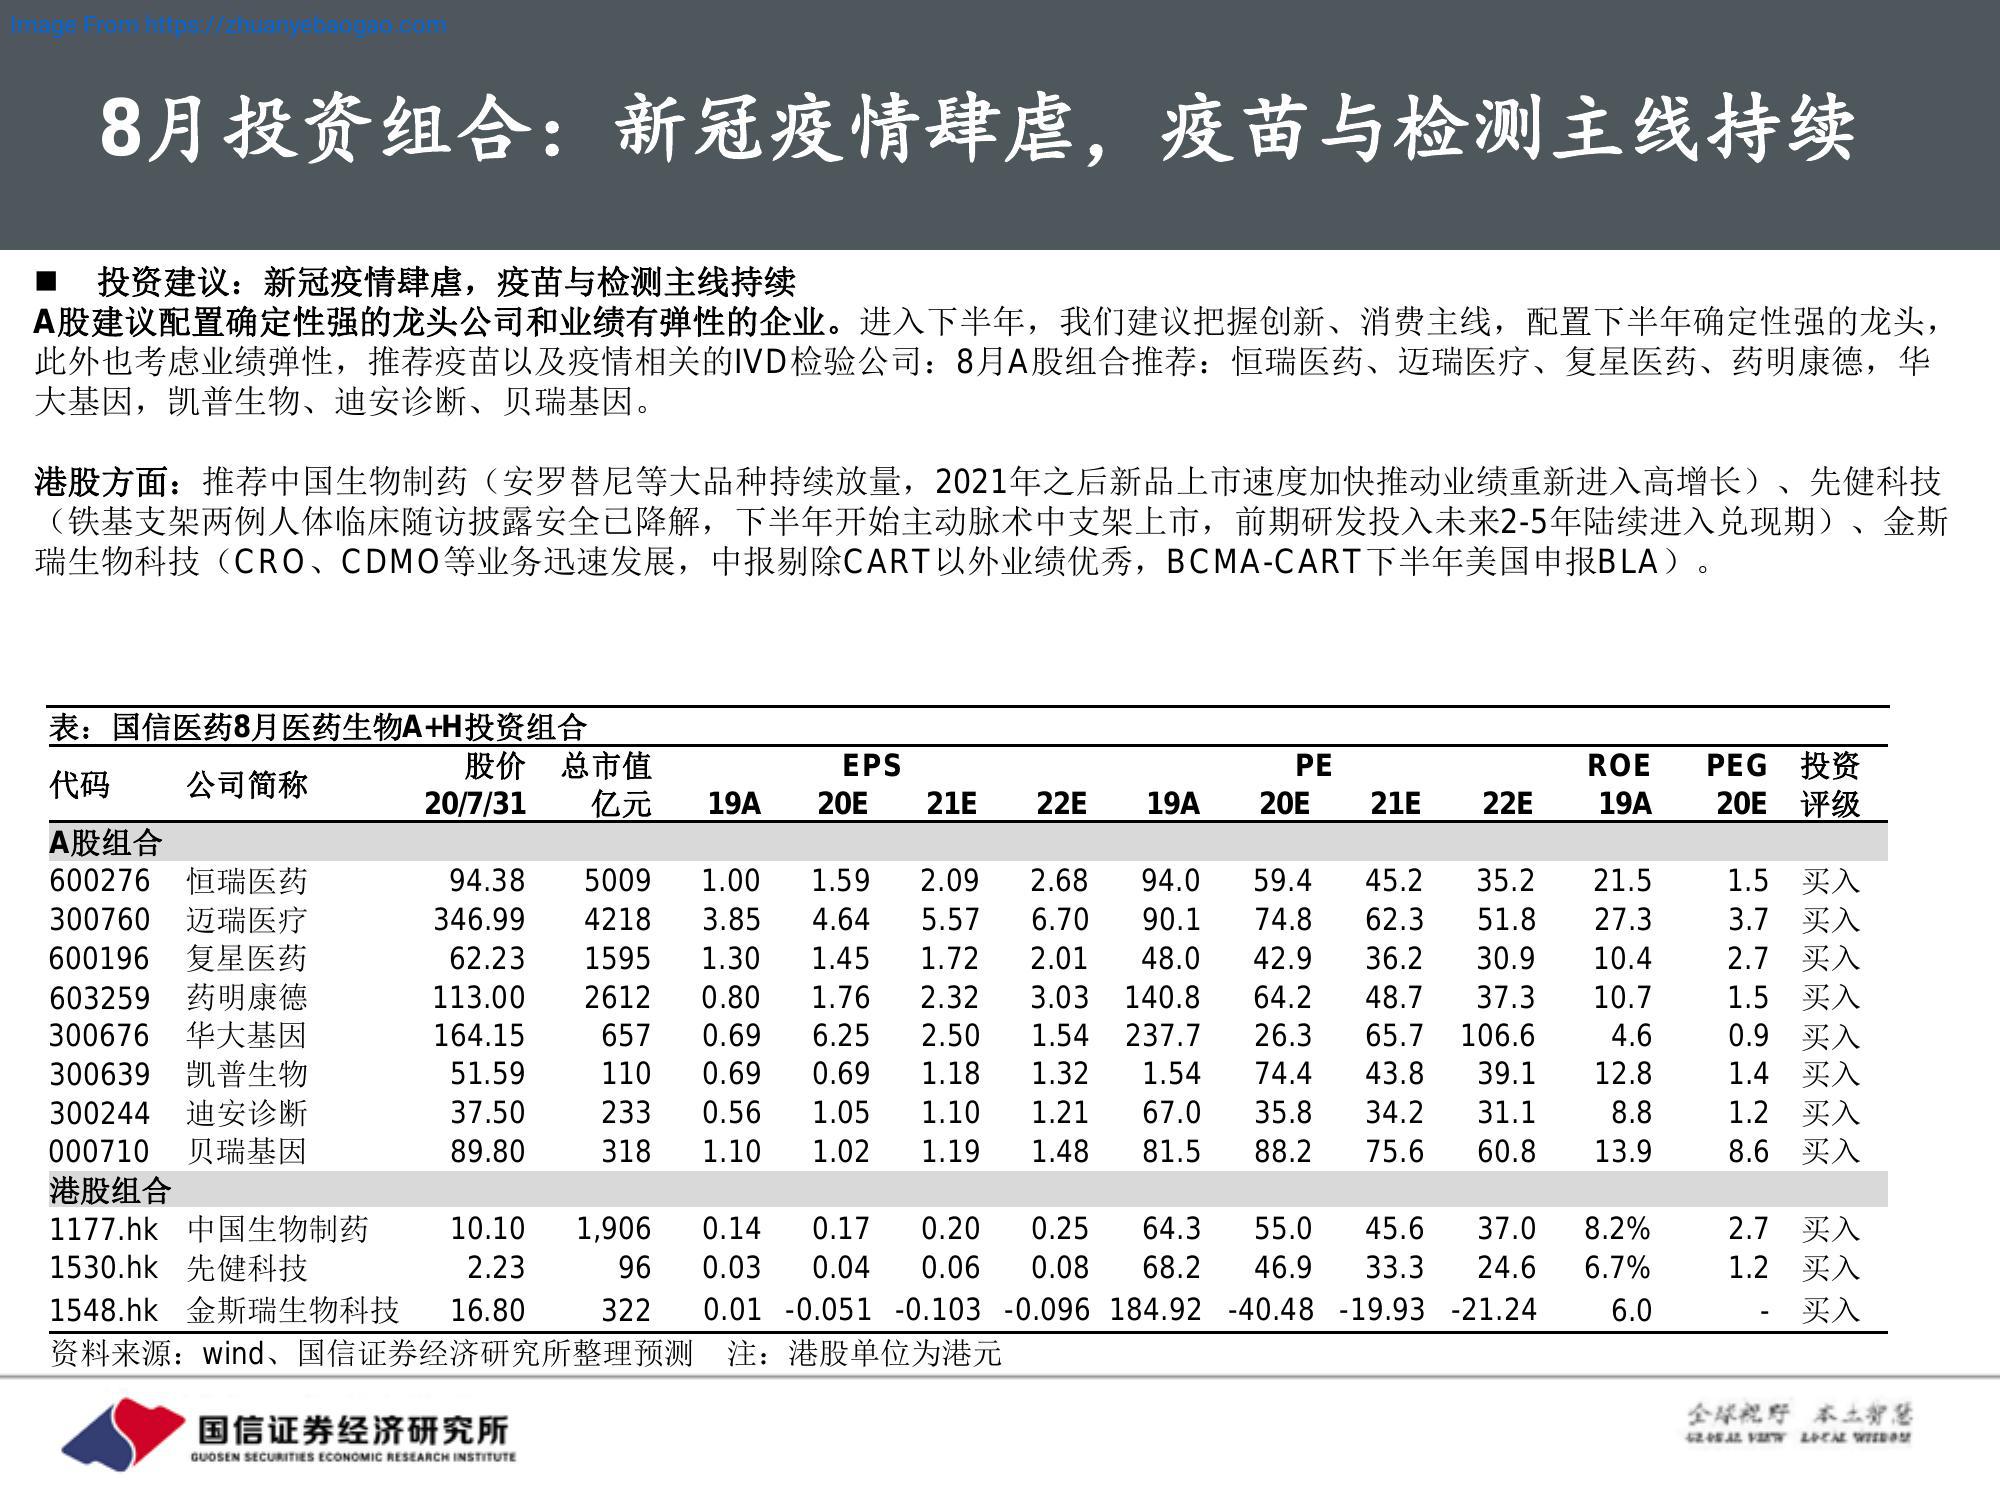 Image From https://zhuanyebaogao.com
8月投资组合：新冠疫情肆虐，疫苗与检测主线持续
■ 投资建议：新冠疫情肆虐，疫苗与检测主线持续
A股建议配置确定性强的龙头公司和业绩有弹性的企业。进入下半年，我们建议把握创新、消费主线，配置下半年确定性强的龙头，
此外也考虑业绩弹性，推荐疫苗以及疫情相关的IVD检验公司：8月A股组合推荐：恒瑞医药、迈瑞医疗、复星医药、药明康德，华
大基因，凯普生物、迪安诊断、贝瑞基因。
港股方面：推荐中国生物制药（安罗替尼等大品种持续放量，2021年之后新品上市速度加快推动业绩重新进入高增长）、先健科技
（铁基支架两例人体临床随访披露安全已降解，下半年开始主动脉术中支架上市，前期研发投入未来2-5年陆续进入兑现期）、金斯
瑞生物科技（CRO、CDMO等业务迅速发展，中报剔除CART以外业绩优秀，BCMA-CART下半年美国申报BLA）。
表：国信医药8月医药生物A+H投资组合
代码 公司简称 股价 总市值 EPS PE ROE PEG 投资
20/7/31 亿元 19A 20E 21E 22E 19A 20E 21E 22E 19A 20E 评级
A股组合
600276 恒瑞医药 94.38 5009 1.00 1.59 2.09 2.68 94.0 59.4 45.2 35.2 21.5 1.5 买入
300760 迈瑞医疗 346.99 4218 3.85 4.64 5.57 6.70 90.1 74.8 62.3 51.8 27.3 3.7 买入
600196 复星医药 62.23 1595 1.30 1.45 1.72 2.01 48.0 42.9 36.2 30.9 10.4 2.7 买入
603259 药明康德 113.00 2612 0.80 1.76 2.32 3.03 140.8 64.2 48.7 37.3 10.7 1.5 买入
300676 华大基因 164.15 657 0.69 6.25 2.50 1.54 237.7 26.3 65.7 106.6 4.6 0.9 买入
300639 凯普生物 51.59 110 0.69 0.69 1.18 1.32 1.54 74.4 43.8 39.1 12.8 1.4 买入
300244 迪安诊断 37.50 233 0.56 1.05 1.10 1.21 67.0 35.8 34.2 31.1 8.8 1.2 买入
000710 贝瑞基因 89.80 318 1.10 1.02 1.19 1.48 81.5 88.2 75.6 60.8 13.9 8.6 买入
港股组合
1177.hk 中国生物制药 10.10 1,906 0.14 0.17 0.20 0.25 64.3 55.0 45.6 37.0 8.2% 2.7 买入
1530.hk 先健科技 2.23 96 0.03 0.04 0.06 0.08 68.2 46.9 33.3 24.6 6.7% 1.2 买入
1548.hk 金斯瑞生物科技 16.80 322 0.01 -0.051 -0.103 -0.096 184.92 -40.48 -19.93 -21.24 6.0 - 买入
资料来源：wind、国信证券经济研究所整理预测 注：港股单位为港元
国信证券经济研究所
GUOSEN SECURITIES ECONOMIC RESEARCH INSTITUTE
全球视野 本土智慧
GLOBAL VIEW LOCAL WISDOM